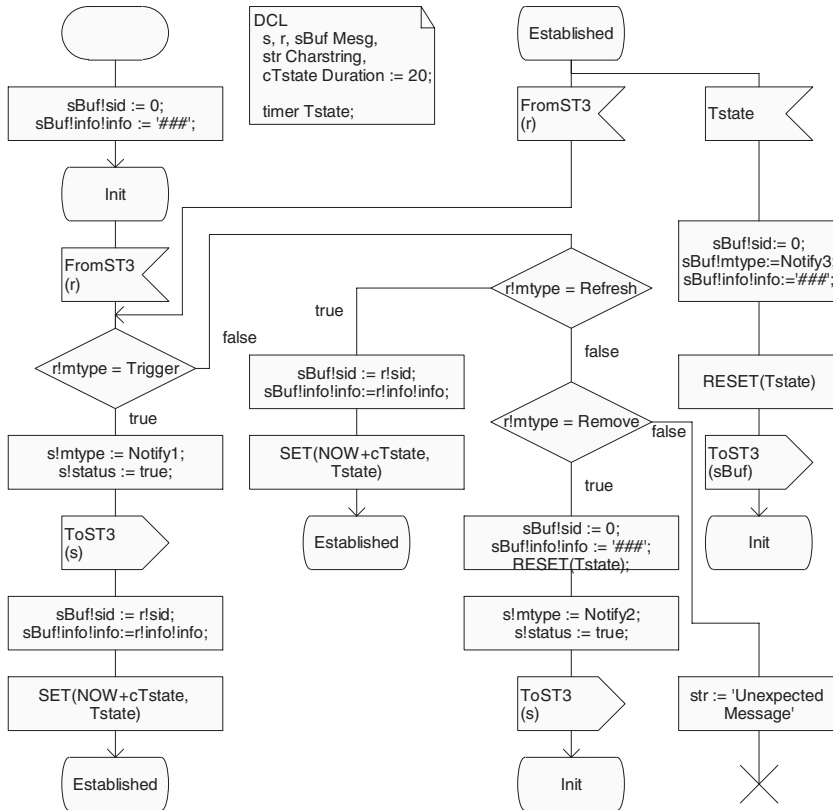 DCL
s, r, sBuf Mesg,
str Charstring,
cTstate Duration := 20;
timer Tstate;
sBuf!sid := 0;
sBuf!info!info := '###';
Init
FromST3
(r)
r!mtype = Trigger
false
true
s!mtype := Notify1;
s!status := true;
ToST3
(s)
sBuf!sid := r!sid;
sBuf!info!info:=r!info!info;
SET(NOW+cTstate,
Tstate)
Established
Established
FromST3
(r)
r!mtype = Refresh
true
false
sBuf!sid := r!sid;
sBuf!info!info:=r!info!info;
SET(NOW+cTstate,
Tstate)
Established
r!mtype = Remove
false
true
sBuf!sid := 0;
sBuf!info!info := '###';
RESET(Tstate);
s!mtype := Notify2;
s!status := true;
ToST3
(s)
Init
Tstate
sBuf!sid:= 0;
sBuf!mtype:=Notify3;
sBuf!info!info:='###';
RESET(Tstate)
ToST3
(sBuf)
Init
str := 'Unexpected
Message'